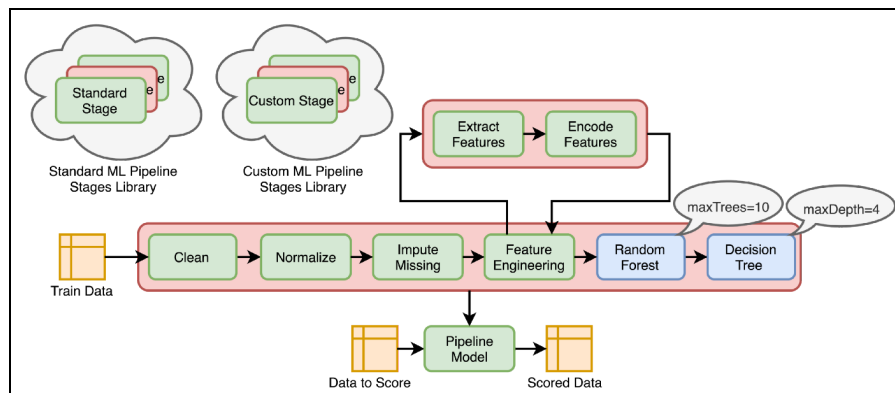 Standard
Stage
e
e
Custom Stage
e
e
Standard ML Pipeline
Stages Library
Custom ML Pipeline
Stages Library
Extract
Features
Encode
Features
maxTrees=10
maxDepth=4
Train Data
Clean
Normalize
Impute
Missing
Feature
Engineering
Random
Forest
Decision
Tree
Data to Score
Pipeline
Model
Scored Data